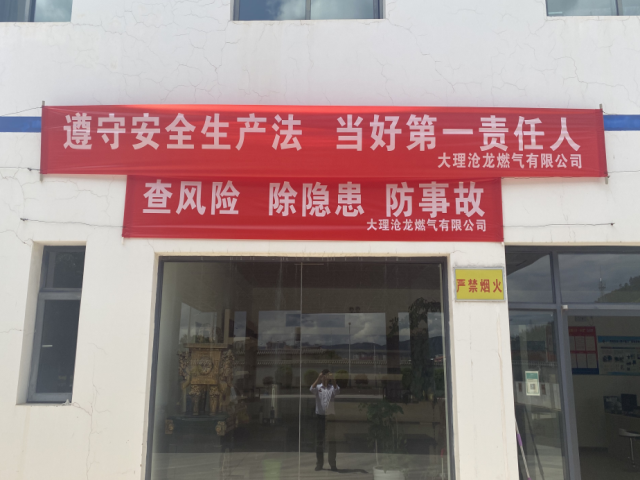 遵守安全生产法 当好第一责任人
大理沧龙燃气有限公司
查风险 除隐患 防事故
大理沧龙燃气有限公司
严禁烟火